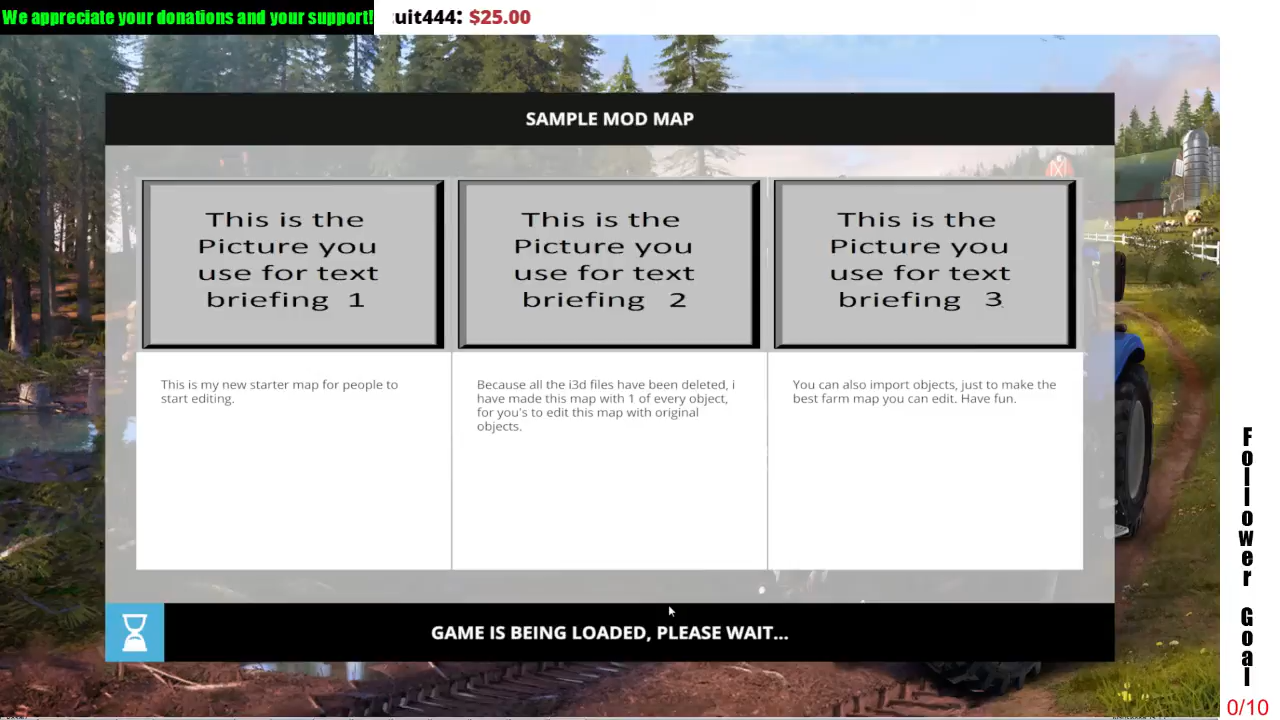 We appreciate your donations and your support!
uit444: $25.00
SAMPLE MOD MAP
This is the
Picture you
use for text
briefing 1
This is the
Picture you
use for text
briefing 2
This is the
Picture you
use for text
briefing 3
This is my new starter map for people to
start editing.
Because all the i3d files have been deleted, i
have made this map with 1 of every object,
for you's to edit this map with original
objects.
You can also import objects, just to make the
best farm map you can edit. Have fun.
GAME IS BEING LOADED, PLEASE WAIT...
Follower Goal
0/10